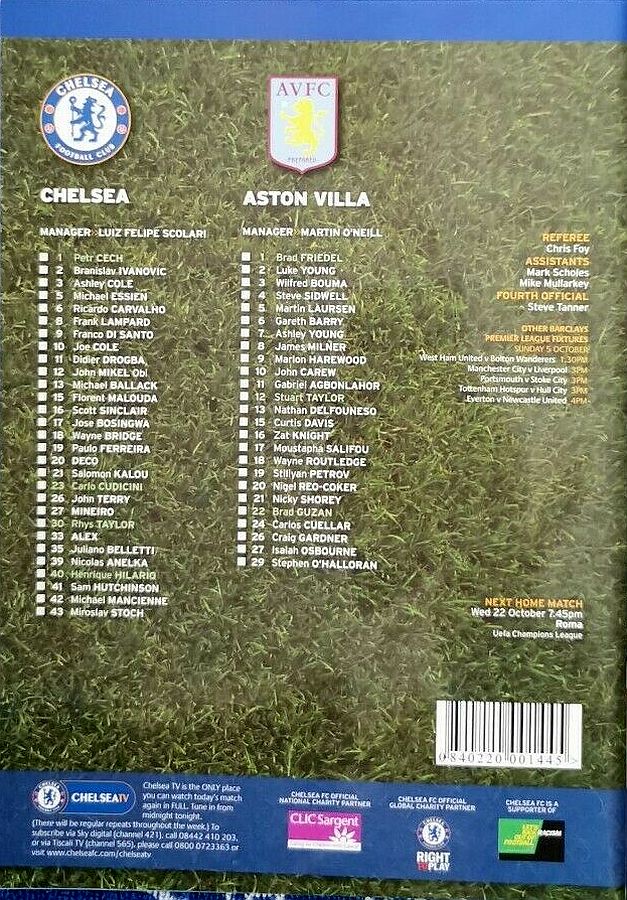 CHELSEA
FOOTBALL CLUB
AVFC
PREPARED
CHELSEA
MANAGER » LUIZ FELIPE SCOLARI
1 Petr CECH
2 Branislav IVANOVIC
3 Ashley COLE
5 Michael ESSIEN
6 Ricardo CARVALHO
8 Frank LAMPARD
9 Franco DI SANTO
10 Joe COLE
11 Didier DROGBA
12 John MIKEL Obi
13 Michael BALLACK
15 Florent MALOUDA
16 Scott SINCLAIR
17 Jose BOSINGWA
18 Wayne BRIDGE
19 Paulo FERREIRA
20 DECO
21 Salomon KALOU
23 Carlo CUDICINI
26 John TERRY
27 MINEIRO
30 Rhys TAYLOR
33 ALEX
35 Juliano BELLETTI
39 Nicolas ANELKA
40 Henrique HILARIO
41 Sam HUTCHINSON
42 Michael MANCIENNE
43 Miroslav STOCH
ASTON VILLA
MANAGER » MARTIN O'NEILL
1 Brad FRIEDEL
2 Luke YOUNG
3 Wilfred BOUMA
4 Steve SIDWELL
5 Martin LAURSEN
6 Gareth BARRY
7 Ashley YOUNG
8 James MILNER
9 Marlon HAREWOOD
10 John CAREW
11 Gabriel AGBONLAHOR
12 Stuart TAYLOR
13 Nathan DELFOUNESO
15 Curtis DAVIS
16 Zat KNIGHT
17 Moustapha SALIFOU
18 Wayne ROUTLEDGE
19 Stiliyan PETROV
20 Nigel REO-COKER
21 Nicky SHOREY
22 Brad GUZAN
24 Carlos CUELLAR
26 Craig GARDNER
27 Isaiah OSBOURNE
29 Stephen O'HALLORAN
REFEREE
Chris Foy
ASSISTANTS
Mark Scholes
Mike Mullarkey
FOURTH OFFICIAL
Steve Tanner
OTHER BARCLAYS
PREMIER LEAGUE FIXTURES
SUNDAY 5 OCTOBER
West Ham United v Bolton Wanderers 1.30PM
Manchester City v Liverpool 3PM
Portsmouth v Stoke City 3PM
Tottenham Hotspur v Hull City 3PM
Everton v Newcastle United 4PM
NEXT HOME MATCH
Wed 22 October 7.45pm
Roma
Uefa Champions League
0840220001445>
CHELSEATV
Chelsea TV is the ONLY place
you can watch today's match
again in FULL. Tune in from
midnight tonight.
(There will be regular repeats throughout the week.) To
subscribe via Sky digital (channel 421), call 08442 410 203,
or via Tiscali TV (channel 565), please call 0800 0723363 or
visit www.chelseafc.com/chelseatv
CHELSEA FC OFFICIAL
NATIONAL CHARITY PARTNER
CLIC Sargent
CHELSEA FC OFFICIAL
GLOBAL CHARITY PARTNER
RIGHT
TO PLAY
CHELSEA FC IS A
SUPPORTER OF
LET'S
KICK RACISM
OUT OF
FOOTBALL